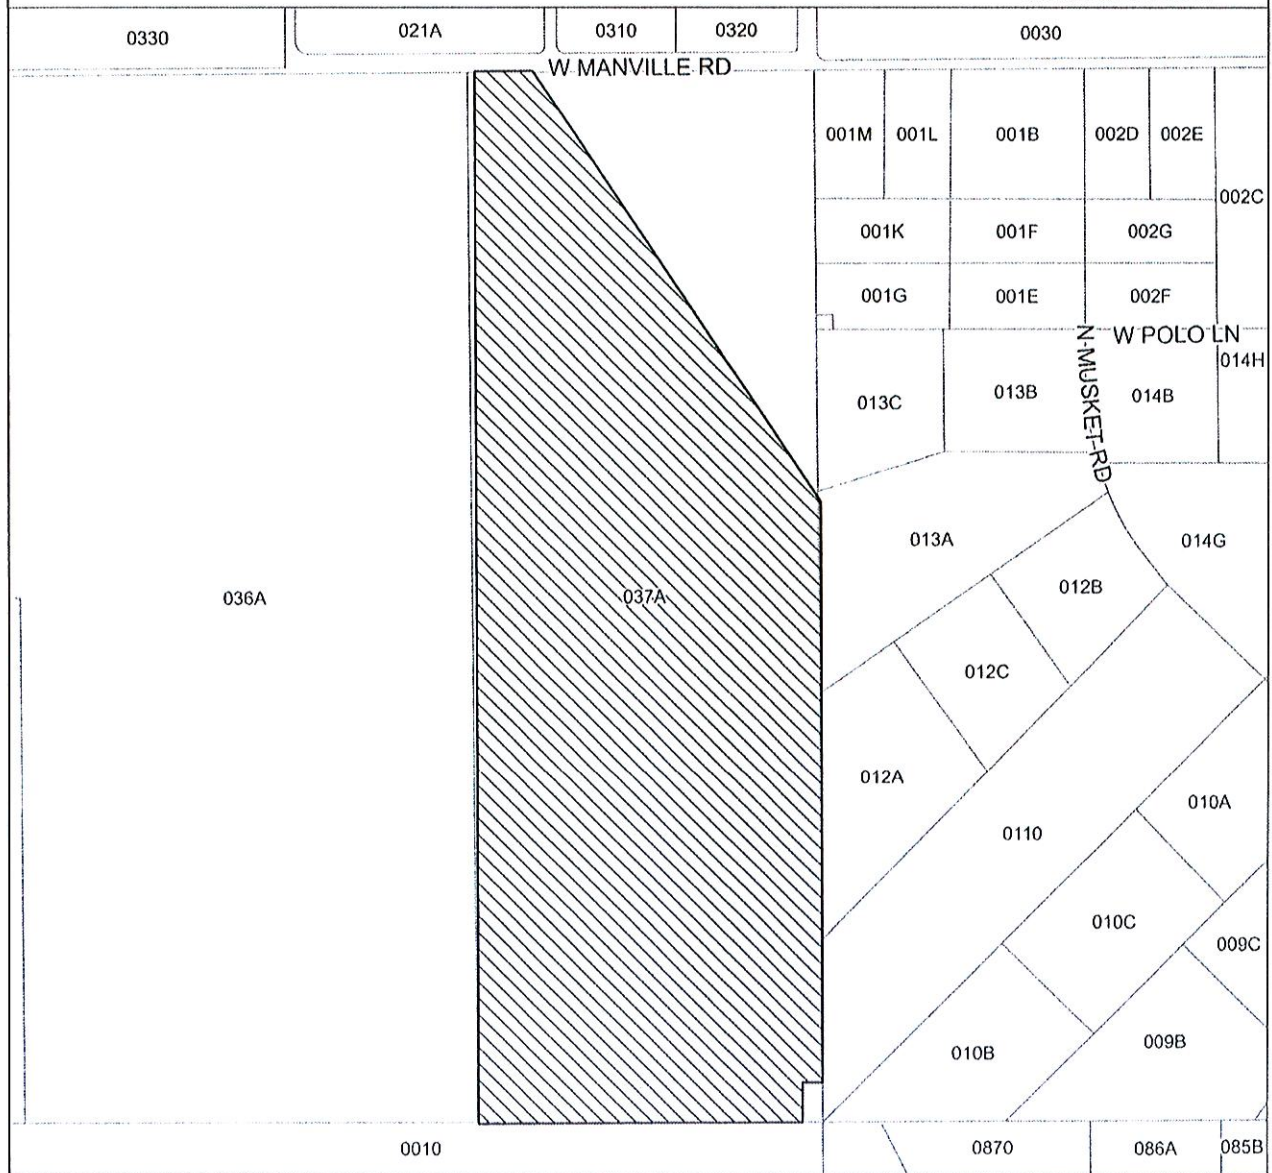 0330
021A
0310
0320
0030
W MANVILLE RD
001M
001L
001B
002D
002E
002C
001K
001F
002G
001G
001E
002F
W POLO LN
N MUSKET RD
014H
013C
013B
014B
013A
014G
036A
037A
012B
012C
012A
010A
0110
010C
009C
010B
009B
0010
0870
086A
085B